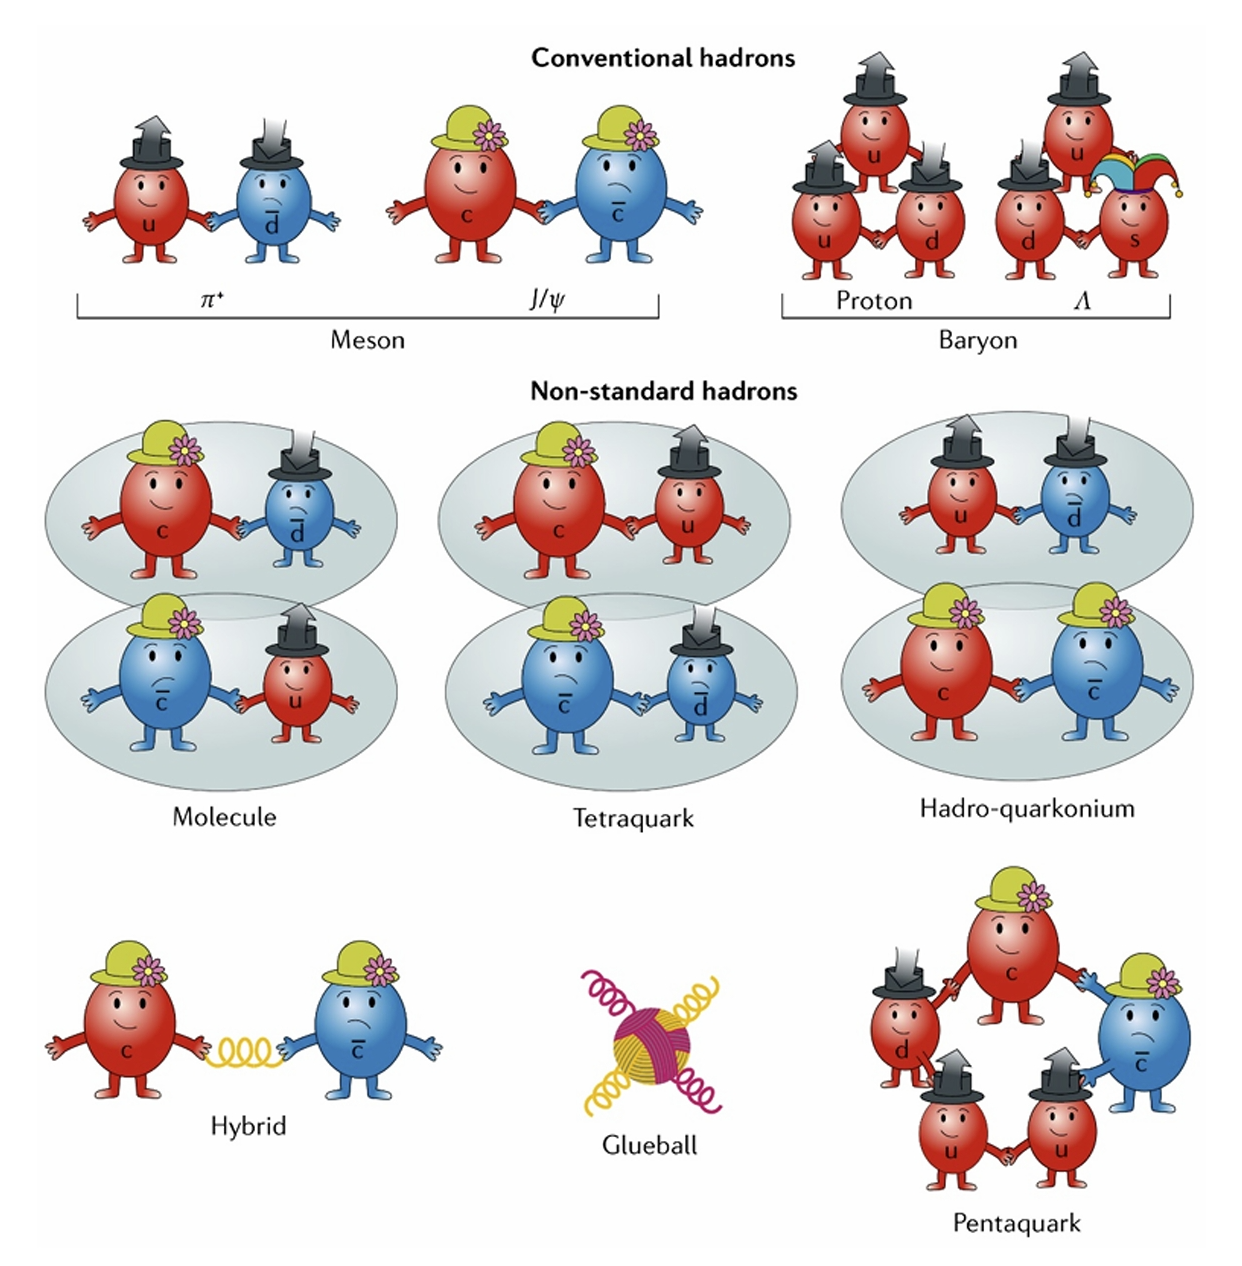 Conventional hadrons
u d̅ c c̅ u u d u d s
π⁺ J/ψ Proton Λ
Meson Baryon
Non-standard hadrons
c d̅ c u u d̅
c̅ u c̅ d̅ c c̅
Molecule Tetraquark Hadro-quarkonium
c c̅
Hybrid
Glueball
c
d c̅
u u
Pentaquark